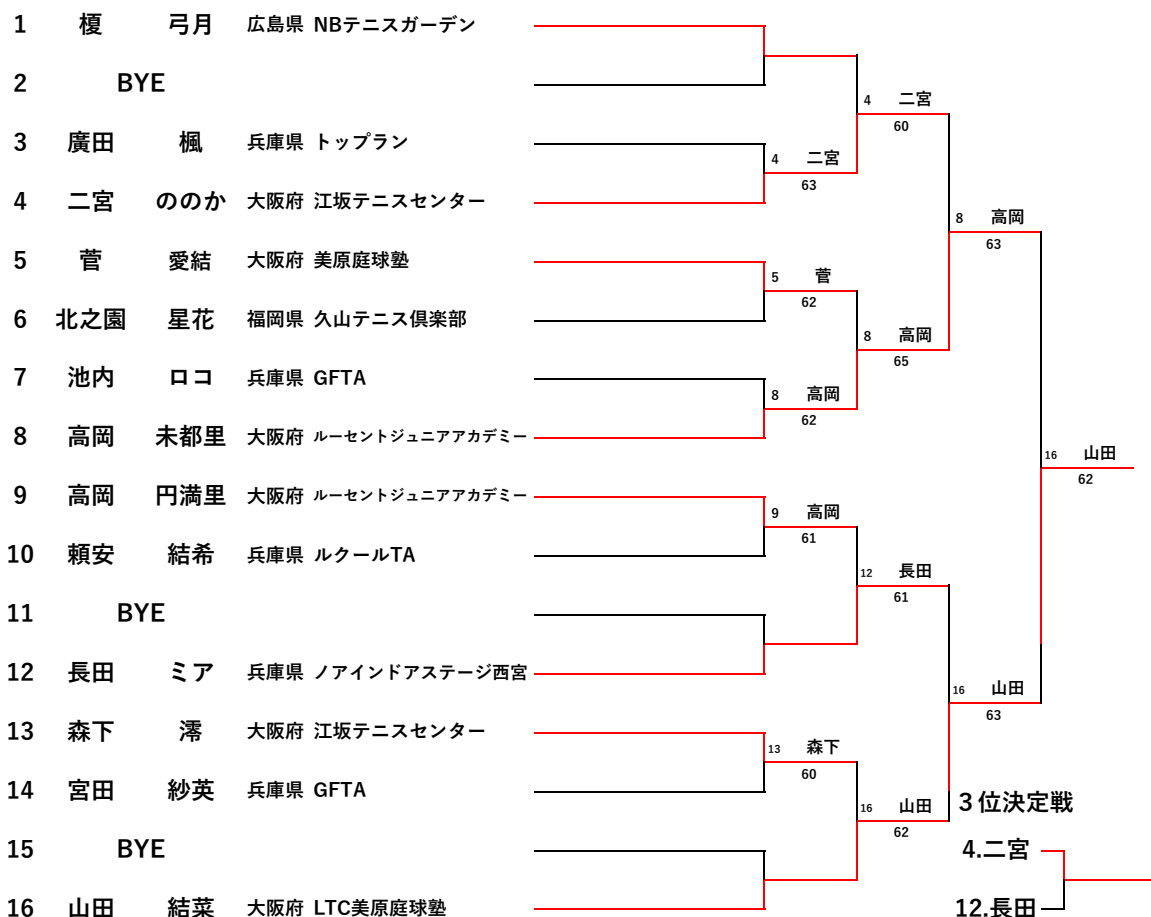 1 榎 弓月 広島県 NBテニスガーデン
2 BYE
4 二宮
60
3 廣田 楓 兵庫県 トップラン
4 二宮
63
4 二宮 ののか 大阪府 江坂テニスセンター
8 高岡
63
5 菅 愛結 大阪府 美原庭球塾
5 菅
62
6 北之園 星花 福岡県 久山テニス倶楽部
8 高岡
65
7 池内 ロコ 兵庫県 GFTA
8 高岡
62
8 高岡 未都里 大阪府 ルーセントジュニアアカデミー
16 山田
62
9 高岡 円満里 大阪府 ルーセントジュニアアカデミー
9 高岡
61
10 頼安 結希 兵庫県 ルクールTA
12 長田
61
11 BYE
12 長田 ミア 兵庫県 ノアインドアステージ西宮
16 山田
63
13 森下 澪 大阪府 江坂テニスセンター
13 森下
60
14 宮田 紗英 兵庫県 GFTA
16 山田
62
３位決定戦
15 BYE
4.二宮
16 山田 結菜 大阪府 LTC美原庭球塾
12.長田